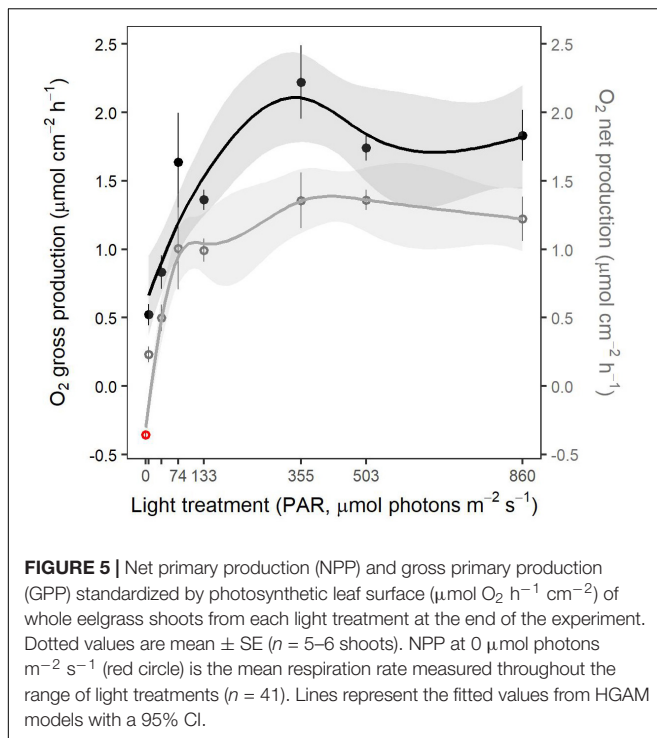 2.5
2.0
1.5
1.0
0.5
0.0
-0.5
O₂ gross production (μmol cm⁻² h⁻¹)
2.5
2.0
1.5
1.0
0.5
0.0
-0.5
O₂ net production (μmol cm⁻² h⁻¹)
0 74 133 355 503 860
Light treatment (PAR, μmol photons m⁻² s⁻¹)
FIGURE 5 | Net primary production (NPP) and gross primary production
(GPP) standardized by photosynthetic leaf surface (μmol O₂ h⁻¹ cm⁻²) of
whole eelgrass shoots from each light treatment at the end of the experiment.
Dotted values are mean ± SE (n = 5–6 shoots). NPP at 0 μmol photons
m⁻² s⁻¹ (red circle) is the mean respiration rate measured throughout the
range of light treatments (n = 41). Lines represent the fitted values from HGAM
models with a 95% CI.